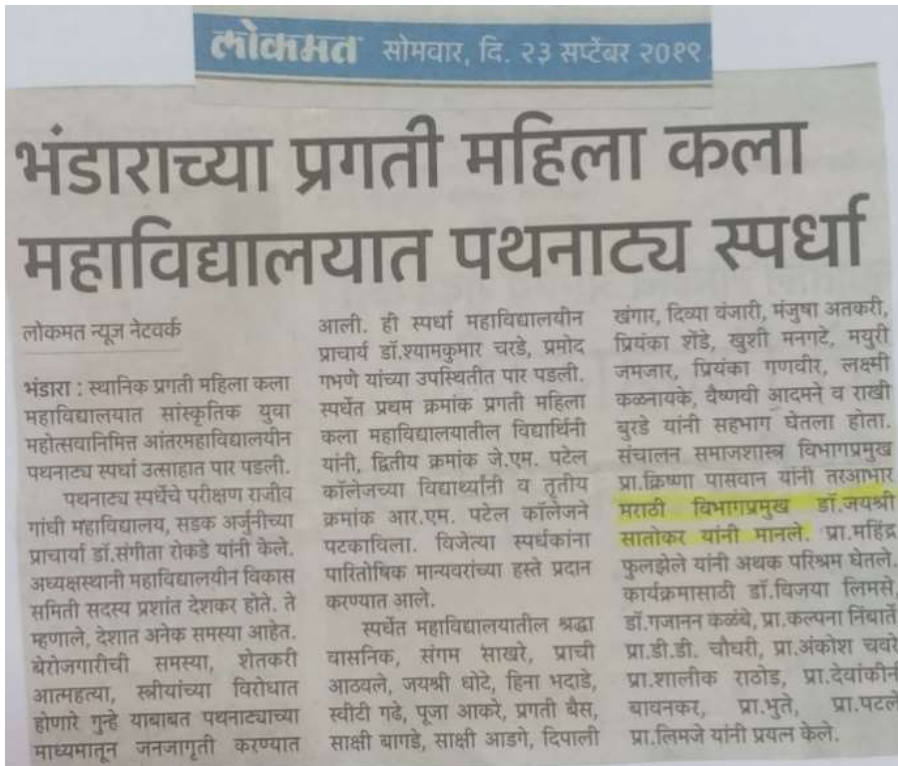 लोकमत सोमवार, दि. २३ सप्टेंबर २०१९
भंडाराच्या प्रगती महिला कला
महाविद्यालयात पथनाट्य स्पर्धा
लोकमत न्यूज नेटवर्क
भंडारा : स्थानिक प्रगती महिला कला
महाविद्यालयात सांस्कृतिक युवा
महोत्सवानिमित्त आंतरमहाविद्यालयीन
पथनाट्य स्पर्धा उत्साहात पार पडली.
पथनाट्य स्पर्धेचे परीक्षण राजीव
गांधी महाविद्यालय, सडक अर्जुनीच्या
प्राचार्या डॉ.संगीता रोकडे यांनी केले.
अध्यक्षस्थानी महाविद्यालयीन विकास
समिती सदस्य प्रशांत देशकर होते. ते
म्हणाले, देशात अनेक समस्या आहेत.
बेरोजगारीची समस्या, शेतकरी
आत्महत्या, स्त्रीयांच्या विरोधात
होणारे गुन्हे याबाबत पथनाट्याच्या
माध्यमातून जनजागृती करण्यात
आली. ही स्पर्धा महाविद्यालयीन
प्राचार्य डॉ.श्यामकुमार चरडे, प्रमोद
गभणे यांच्या उपस्थितीत पार पडली.
स्पर्धेत प्रथम क्रमांक प्रगती महिला
कला महाविद्यालयातील विद्यार्थिनी
यांनी, द्वितीय क्रमांक जे.एम. पटेल
कॉलेजच्या विद्यार्थ्यांनी व तृतीय
क्रमांक आर.एम. पटेल कॉलेजने
पटकाविला. विजेत्या स्पर्धकांना
पारितोषिक मान्यवरांच्या हस्ते प्रदान
करण्यात आले.
स्पर्धेत महाविद्यालयातील श्रद्धा
वासनिक, संगम साखरे, प्राची
आठवले, जयश्री धोटे, हिना भदाडे,
स्वीटी गढे, पूजा आकरे, प्रगती बैस,
साक्षी बागडे, साक्षी आडगे, दिपाली
खंगार, दिव्या वंजारी, मंजुषा अतकरी,
प्रियंका शेंडे, खुशी मनगटे, मयुरी
जमजार, प्रियंका गणवीर, लक्ष्मी
कळनायके, वैष्णवी आदमने व राखी
बुरडे यांनी सहभाग घेतला होता.
संचालन समाजशास्त्र विभागप्रमुख
प्रा.क्रिष्णा पासवान यांनी तरआभार
मराठी विभागप्रमुख डॉ.जयश्री
सातोकर यांनी मानले. प्रा.महिंद्र
फुलझेले यांनी अथक परिश्रम घेतले.
कार्यक्रमासाठी डॉ.विजया लिमसे,
डॉ.गजानन कळंबे, प्रा.कल्पना निंबार्ते
प्रा.डी.डी. चौधरी, प्रा.अंकोश चवरे
प्रा.शालीक राठोड, प्रा.देवांकीनी
बावनकर, प्रा.भुते, प्रा.पटले
प्रा.लिमजे यांनी प्रयत्न केले.